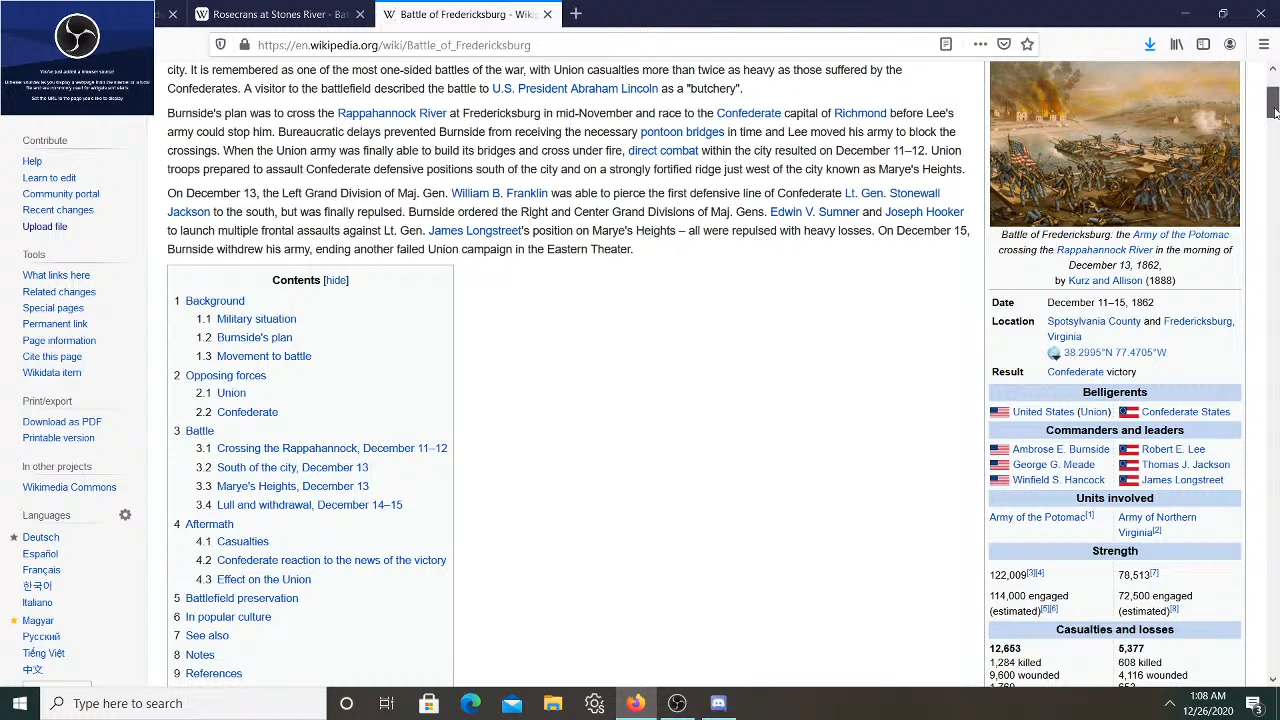 Rosecrans at Stones River - Bat
Battle of Fredericksburg - Wiki
https://en.wikipedia.org/wiki/Battle_of_Fredericksburg
You've just added a browser source!
Set the URL to the page you'd like to display
Contribute
Help
Learn to edit
Community portal
Recent changes
Upload file
Tools
What links here
Related changes
Special pages
Permanent link
Page information
Cite this page
Wikidata item
Print/export
Download as PDF
Printable version
In other projects
Wikimedia Commons
Languages
Deutsch
Español
Français
한국어
Italiano
Magyar
Русский
Tiếng Việt
中文
city. It is remembered as one of the most one-sided battles of the war, with Union casualties more than twice as heavy as those suffered by the
Confederates. A visitor to the battlefield described the battle to U.S. President Abraham Lincoln as a "butchery".
Burnside's plan was to cross the Rappahannock River at Fredericksburg in mid-November and race to the Confederate capital of Richmond before Lee's
army could stop him. Bureaucratic delays prevented Burnside from receiving the necessary pontoon bridges in time and Lee moved his army to block the
crossings. When the Union army was finally able to build its bridges and cross under fire, direct combat within the city resulted on December 11–12. Union
troops prepared to assault Confederate defensive positions south of the city and on a strongly fortified ridge just west of the city known as Marye's Heights.
On December 13, the Left Grand Division of Maj. Gen. William B. Franklin was able to pierce the first defensive line of Confederate Lt. Gen. Stonewall
Jackson to the south, but was finally repulsed. Burnside ordered the Right and Center Grand Divisions of Maj. Gens. Edwin V. Sumner and Joseph Hooker
to launch multiple frontal assaults against Lt. Gen. James Longstreet's position on Marye's Heights – all were repulsed with heavy losses. On December 15,
Burnside withdrew his army, ending another failed Union campaign in the Eastern Theater.
Contents [hide]
1 Background
1.1 Military situation
1.2 Burnside's plan
1.3 Movement to battle
2 Opposing forces
2.1 Union
2.2 Confederate
3 Battle
3.1 Crossing the Rappahannock, December 11–12
3.2 South of the city, December 13
3.3 Marye's Heights, December 13
3.4 Lull and withdrawal, December 14–15
4 Aftermath
4.1 Casualties
4.2 Confederate reaction to the news of the victory
4.3 Effect on the Union
5 Battlefield preservation
6 In popular culture
7 See also
8 Notes
9 References
Battle of Fredericksburg: the Army of the Potomac
crossing the Rappahannock River in the morning of
December 13, 1862,
by Kurz and Allison (1888)
Date December 11–15, 1862
Location Spotsylvania County and Fredericksburg,
Virginia
38.2995°N 77.4705°W
Result Confederate victory
Belligerents
United States (Union) Confederate States
Commanders and leaders
Ambrose E. Burnside Robert E. Lee
George G. Meade Thomas J. Jackson
Winfield S. Hancock James Longstreet
Units involved
Army of the Potomac[1] Army of Northern
Virginia[2]
Strength
122,009[3][4] 78,513[7]
114,000 engaged 72,500 engaged
(estimated)[5][6] (estimated)[8]
Casualties and losses
12,653 5,377
1,284 killed 608 killed
9,600 wounded 4,116 wounded
Type here to search
1:08 AM
12/26/2020
3